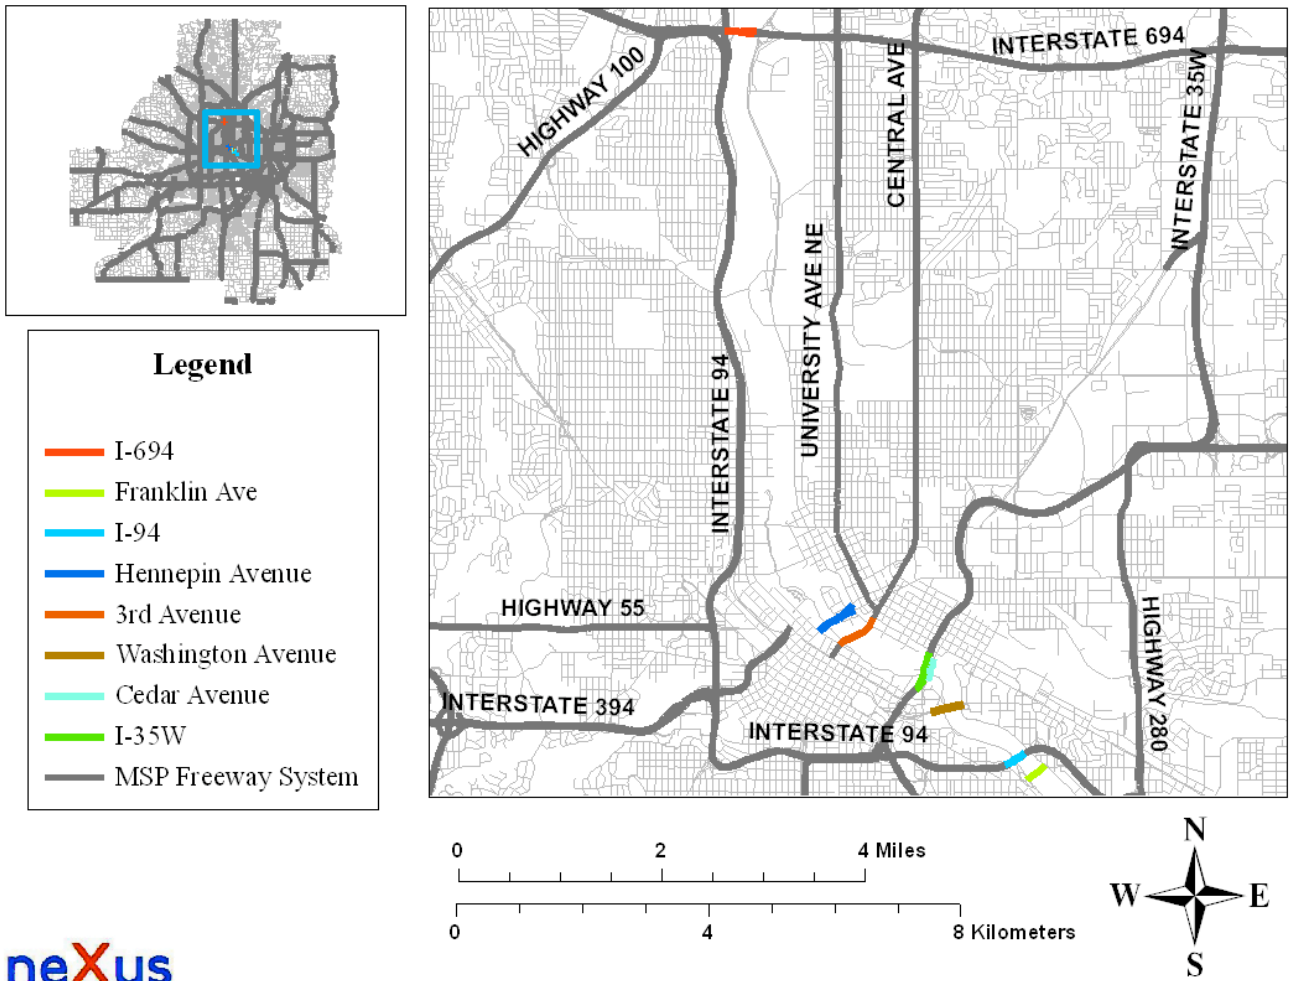 Legend
I-694
Franklin Ave
I-94
Hennepin Avenue
3rd Avenue
Washington Avenue
Cedar Avenue
I-35W
MSP Freeway System
INTERSTATE 694
HIGHWAY 100
CENTRAL AVE
INTERSTATE 35W
UNIVERSITY AVE NE
INTERSTATE 94
HIGHWAY 55
HIGHWAY 280
INTERSTATE 394
INTERSTATE 94
0 2 4 Miles
0 4 8 Kilometers
N
W E
S
neXus